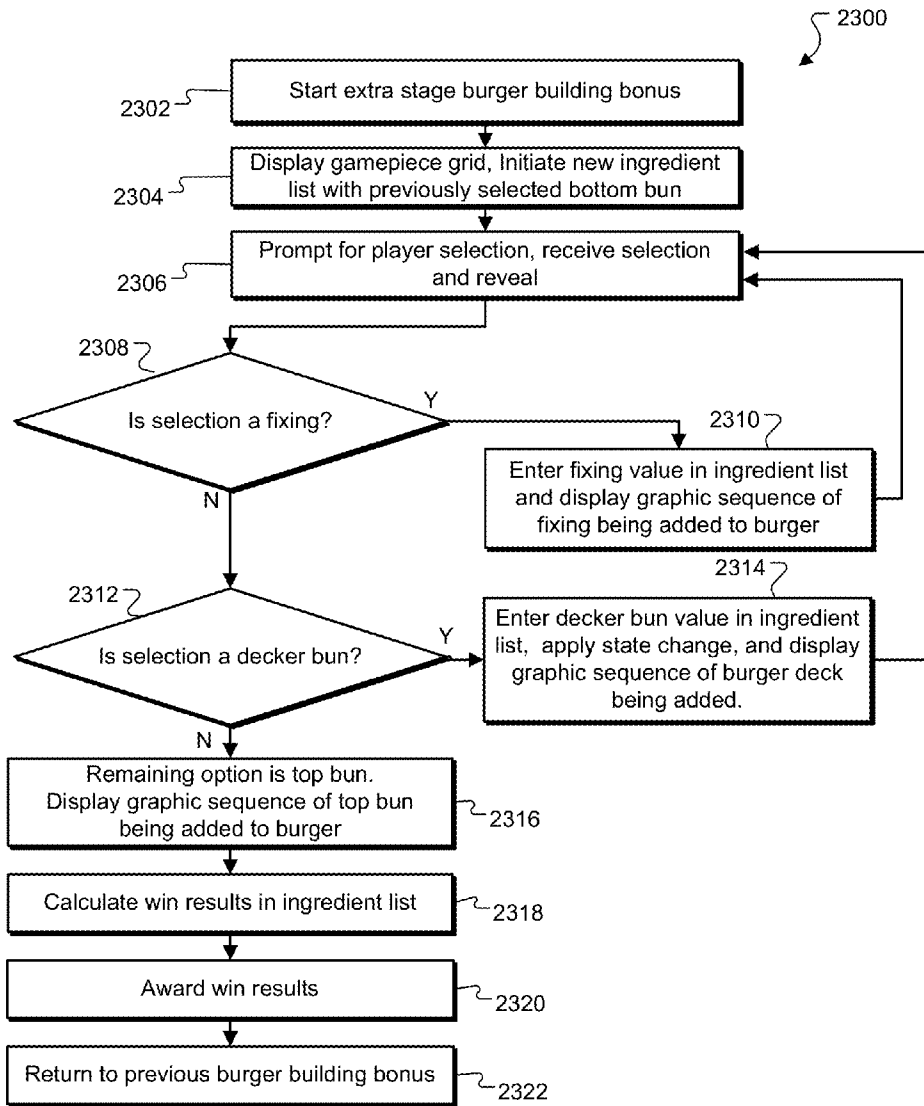 2300
Start extra stage burger building bonus
2302
Display gamepiece grid, Initiate new ingredient
list with previously selected bottom bun
2304
Prompt for player selection, receive selection
and reveal
2306
2308
Is selection a fixing?
Y
N
2310
Enter fixing value in ingredient list
and display graphic sequence of
fixing being added to burger
2312
Is selection a decker bun?
Y
N
2314
Enter decker bun value in ingredient
list, apply state change, and display
graphic sequence of burger deck
being added.
Remaining option is top bun.
Display graphic sequence of top bun
being added to burger
2316
Calculate win results in ingredient list
2318
Award win results
2320
Return to previous burger building bonus
2322